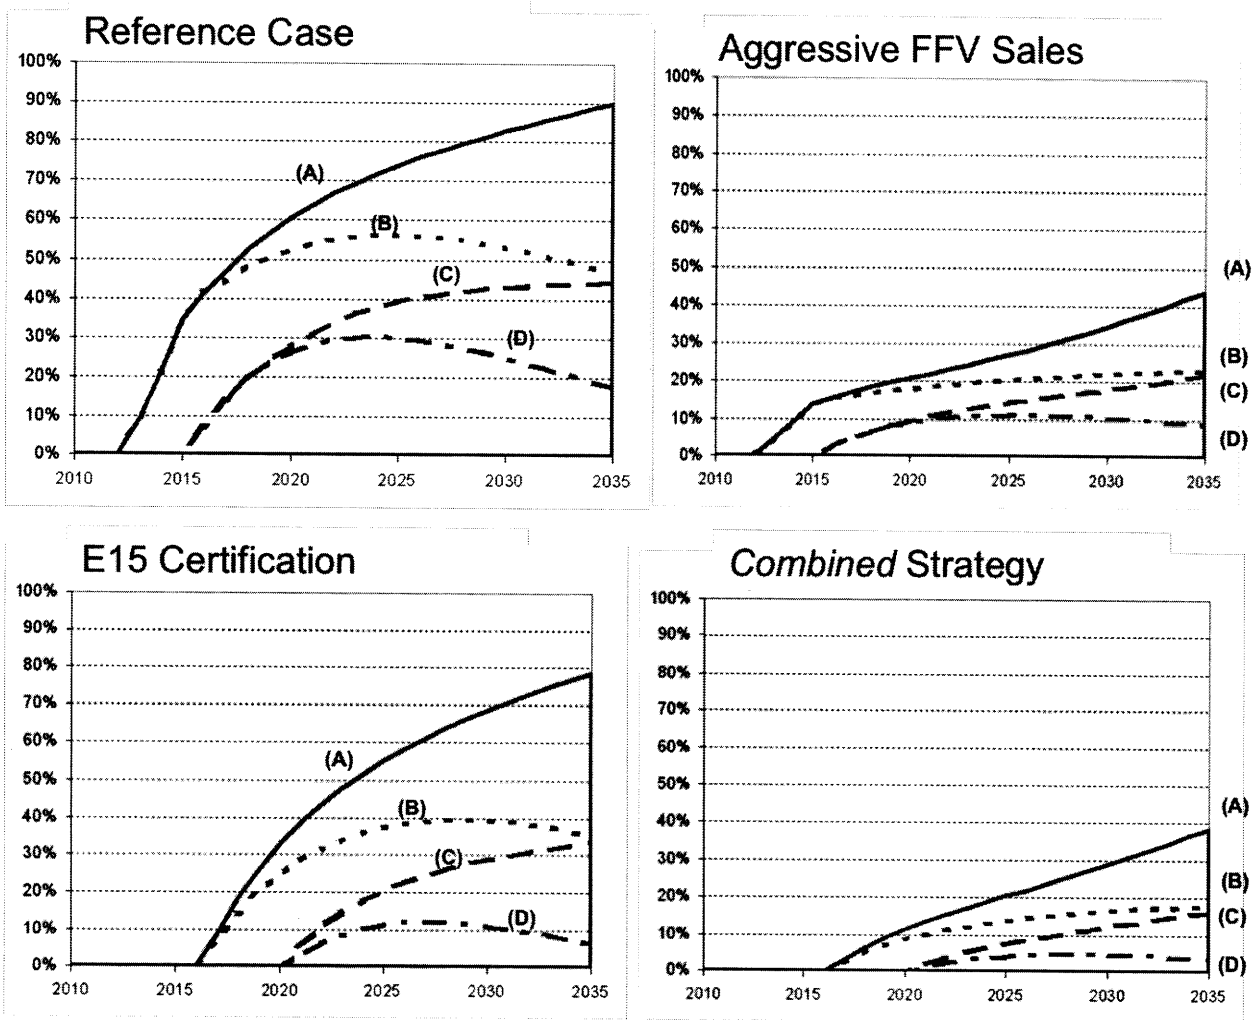 Reference Case
100%
90%
80%
70%
60%
50%
40%
30%
20%
10%
0%
(A)
(B)
(C)
(D)
2010 2015 2020 2025 2030 2035
Aggressive FFV Sales
100%
90%
80%
70%
60%
50%
40%
30%
20%
10%
0%
(A)
(B)
(C)
(D)
2010 2015 2020 2025 2030 2035
E15 Certification
100%
90%
80%
70%
60%
50%
40%
30%
20%
10%
0%
(A)
(B)
(C)
(D)
2010 2015 2020 2025 2030 2035
Combined Strategy
100%
90%
80%
70%
60%
50%
40%
30%
20%
10%
0%
(A)
(B)
(C)
(D)
2010 2015 2020 2025 2030 2035